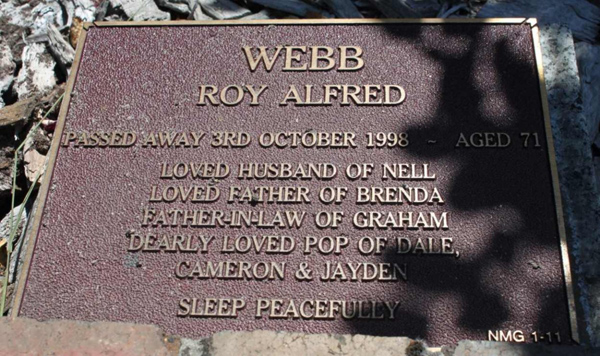 WEBB
ROY ALFRED
PASSED AWAY 3RD OCTOBER 1998 ~ AGED 71
LOVED HUSBAND OF NELL
LOVED FATHER OF BRENDA
FATHER-IN-LAW OF GRAHAM
DEARLY LOVED POP OF DALE,
CAMERON & JAYDEN
SLEEP PEACEFULLY
NMG 1-11